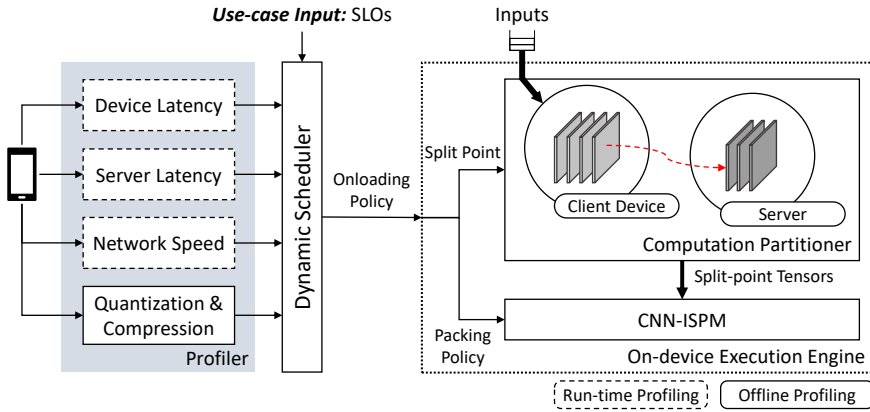 Use-case Input: SLOs
Inputs
Device Latency
Server Latency
Network Speed
Quantization &
Compression
Profiler
Dynamic Scheduler
Onloading
Policy
Split Point
Packing
Policy
Client Device
Server
Computation Partitioner
Split-point Tensors
CNN-ISPM
On-device Execution Engine
Run-time Profiling
Offline Profiling